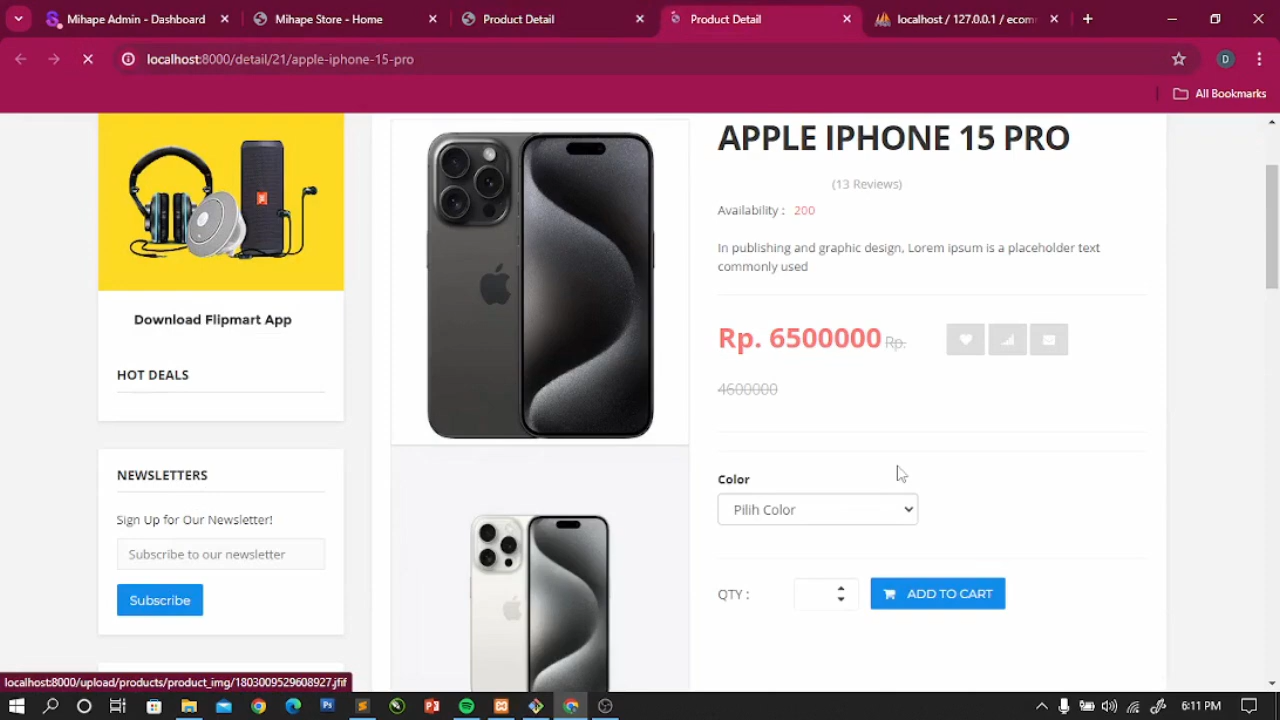 Mihape Admin - Dashboard
Mihape Store - Home
Product Detail
Product Detail
localhost / 127.0.0.1 / ecom
localhost:8000/detail/21/apple-iphone-15-pro
D
All Bookmarks
JBL
Download Flipmart App
HOT DEALS
NEWSLETTERS
Sign Up for Our Newsletter!
Subscribe to our newsletter
Subscribe
APPLE IPHONE 15 PRO
(13 Reviews)
Availability : 200
In publishing and graphic design, Lorem ipsum is a placeholder text
commonly used
Rp. 6500000 Rp.
4600000
Color
Pilih Color
QTY :
ADD TO CART
localhost:8000/upload/products/product_img/1803009529608927.jfif
6:11 PM